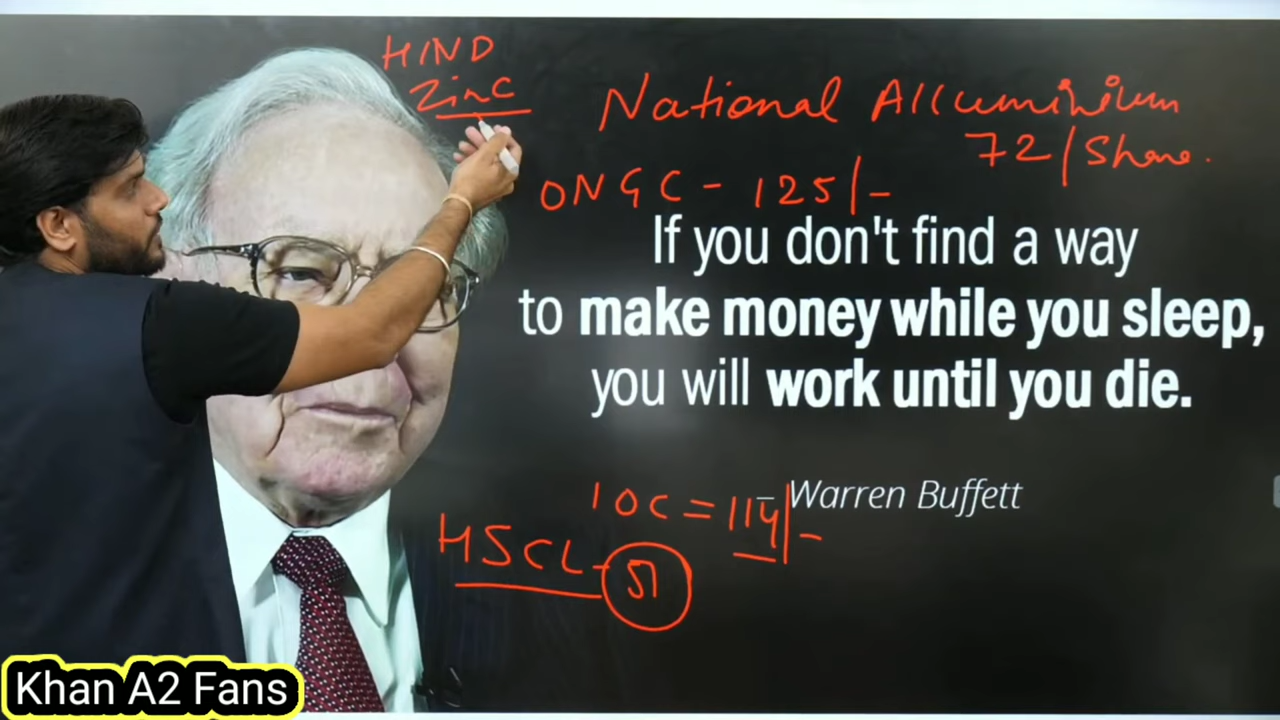 HIND
Zinc
National Alluminium
72/Share.
ONGC - 125/-
If you don't find a way
to make money while you sleep,
you will work until you die.
– Warren Buffett
IOC = 114/-
HSCL - 51
Khan A2 Fans